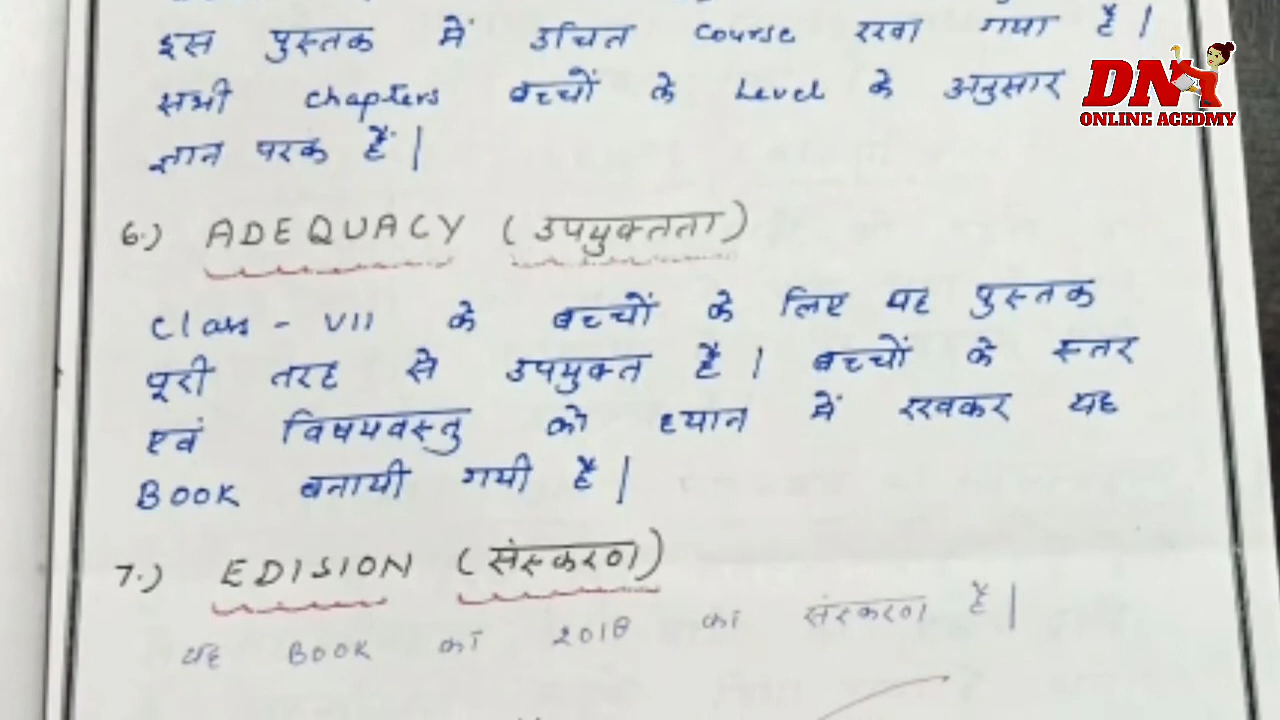 इस पुस्तक में उचित course रखा गया है।
सभी chapters बच्चों के Level के अनुसार
ज्ञान परक हैं।
DN
ONLINE ACEDMY
6.) ADEQUACY (उपयुक्तता)
Class - VII के बच्चों के लिए यह पुस्तक
पूरी तरह से उपयुक्त है। बच्चों के स्तर
एवं विषयवस्तु को ध्यान में रखकर यह
BOOK बनायी गयी है।
7.) EDISION (संस्करण)
यह BOOK का 2018 का संस्करण है।